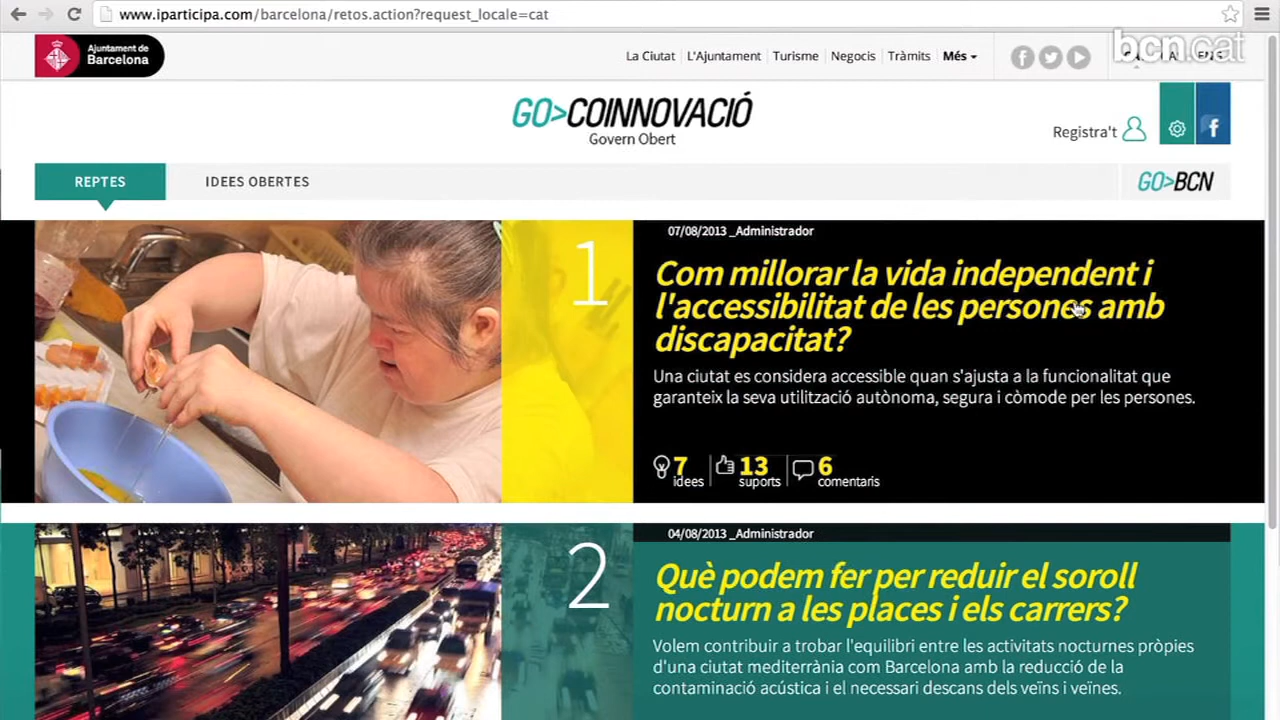 www.iparticipa.com/barcelona/retos.action?request_locale=cat
Ajuntament de
Barcelona
La Ciutat
L'Ajuntament
Turisme
Negocis
Tràmits
Més
bcn.cat
GO>COINNOVACIÓ
Govern Obert
Registra't
REPTES
IDEES OBERTES
GO>BCN
1
07/08/2013 _Administrador
Com millorar la vida independent i
l'accessibilitat de les persones amb
discapacitat?
Una ciutat es considera accessible quan s'ajusta a la funcionalitat que
garanteix la seva utilització autònoma, segura i còmode per les persones.
7 idees
13 suports
6 comentaris
2
04/08/2013 _Administrador
Què podem fer per reduir el soroll
nocturn a les places i els carrers?
Volem contribuir a trobar l'equilibri entre les activitats nocturnes pròpies
d'una ciutat mediterrània com Barcelona amb la reducció de la
contaminació acústica i el necessari descans dels veïns i veïnes.